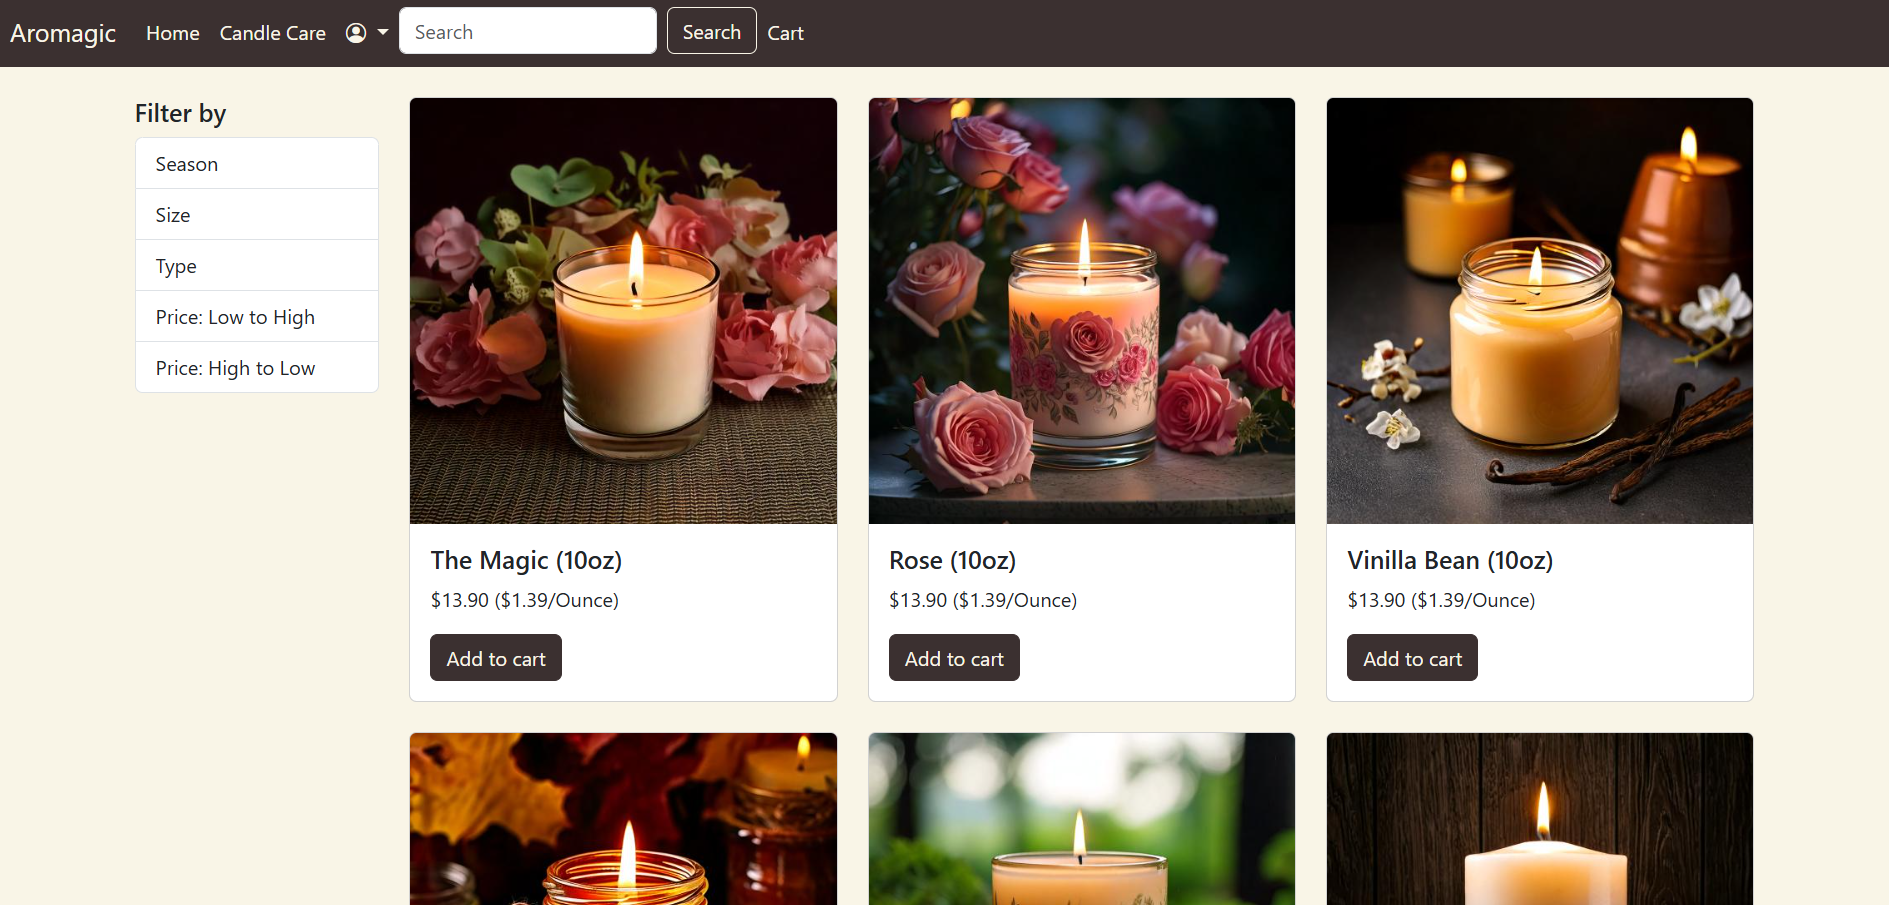 Aromagic Home Candle Care Search Search Cart
Filter by
Season
Size
Type
Price: Low to High
Price: High to Low
The Magic (10oz)
$13.90 ($1.39/Ounce)
Add to cart
Rose (10oz)
$13.90 ($1.39/Ounce)
Add to cart
Vinilla Bean (10oz)
$13.90 ($1.39/Ounce)
Add to cart